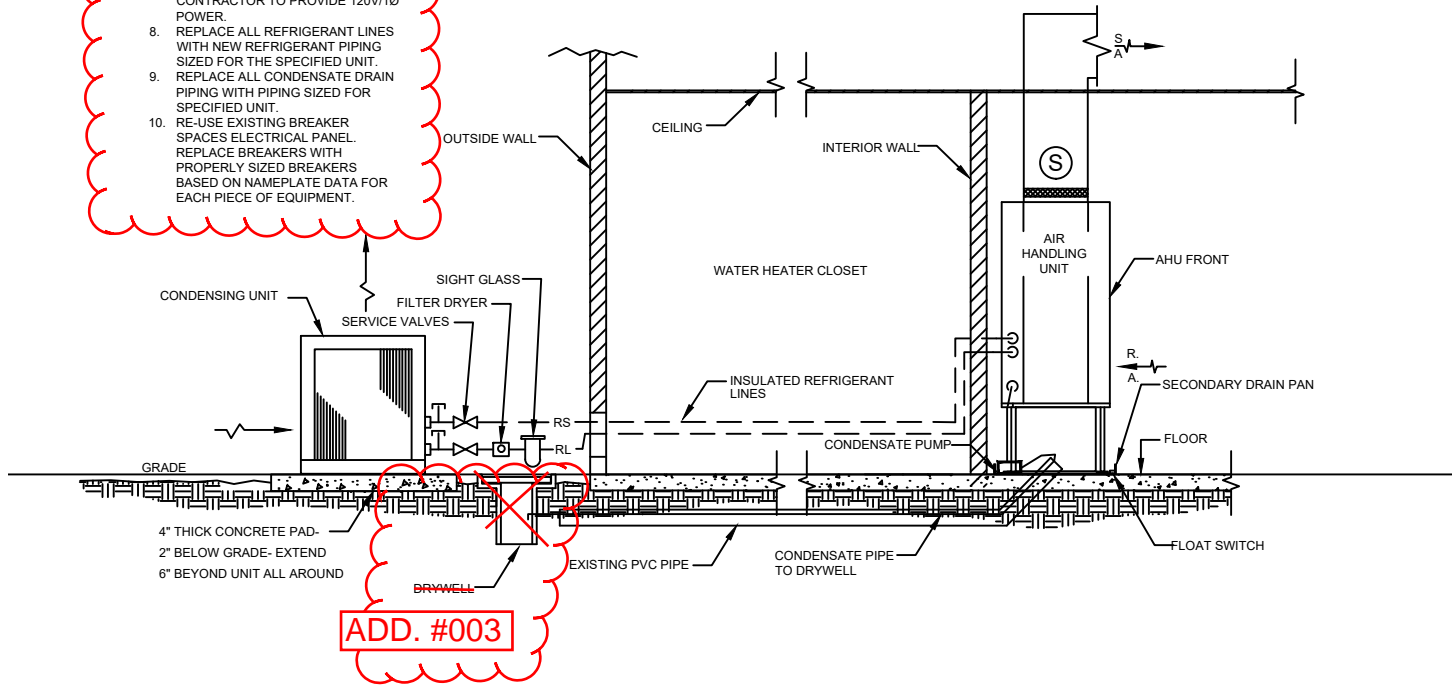 CONTRACTOR TO PROVIDE 120V/1Ø
POWER.
8. REPLACE ALL REFRIGERANT LINES
WITH NEW REFRIGERANT PIPING
SIZED FOR THE SPECIFIED UNIT.
9. REPLACE ALL CONDENSATE DRAIN
PIPING WITH PIPING SIZED FOR
SPECIFIED UNIT.
10. RE-USE EXISTING BREAKER
SPACES ELECTRICAL PANEL.
REPLACE BREAKERS WITH
PROPERLY SIZED BREAKERS
BASED ON NAMEPLATE DATA FOR
EACH PIECE OF EQUIPMENT.
OUTSIDE WALL
CEILING
INTERIOR WALL
S
A
S
AIR
HANDLING
UNIT
AHU FRONT
WATER HEATER CLOSET
SIGHT GLASS
FILTER DRYER
SERVICE VALVES
CONDENSING UNIT
R.
A.
INSULATED REFRIGERANT
LINES
SECONDARY DRAIN PAN
RS
RL
CONDENSATE PUMP
FLOOR
GRADE
4" THICK CONCRETE PAD-
2" BELOW GRADE- EXTEND
6" BEYOND UNIT ALL AROUND
DRYWELL
EXISTING PVC PIPE
CONDENSATE PIPE
TO DRYWELL
FLOAT SWITCH
ADD. #003